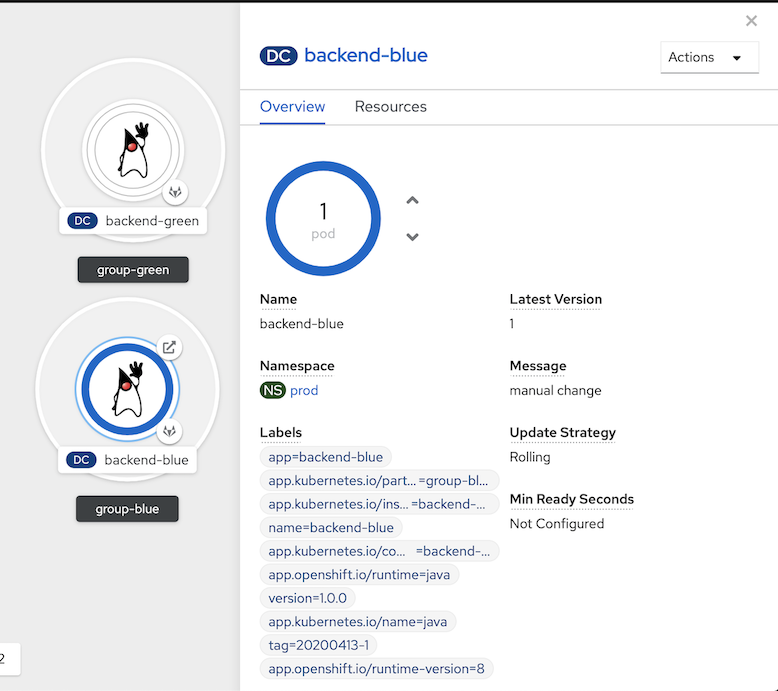 DC backend-green
group-green
DC backend-blue
group-blue
2
DC backend-blue
Actions
Overview Resources
1
pod
Name
backend-blue
Latest Version
1
Namespace
NS prod
Message
manual change
Labels
app=backend-blue
app.kubernetes.io/part... =group-bl...
app.kubernetes.io/ins... =backend-...
name=backend-blue
app.kubernetes.io/co... =backend-...
app.openshift.io/runtime=java
version=1.0.0
app.kubernetes.io/name=java
tag=20200413-1
app.openshift.io/runtime-version=8
Update Strategy
Rolling
Min Ready Seconds
Not Configured